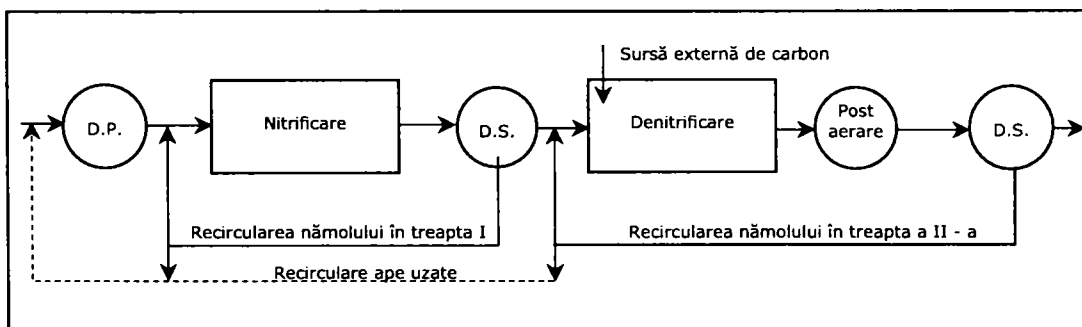 Sursă externă de carbon
D.P.
Nitrificare
D.S.
Denitrificare
Post
aerare
D.S.
Recircularea nămolului în treapta I
Recircularea nămolului în treapta a II - a
Recirculare ape uzate